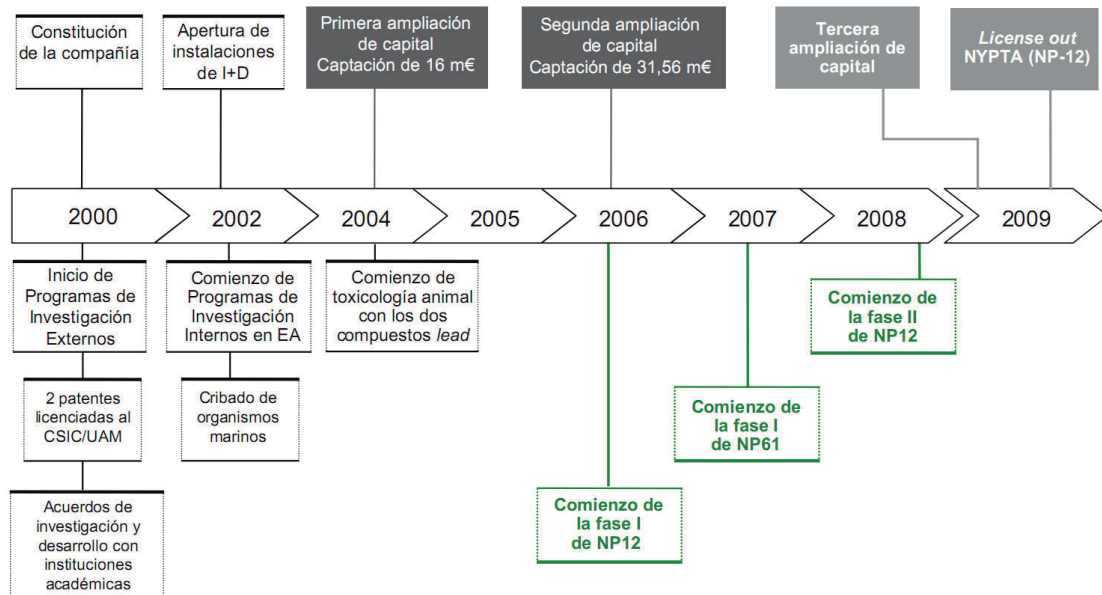 Constitución
de la compañía
Apertura de
instalaciones
de I+D
Primera ampliación
de capital
Captación de 16 m€
Segunda ampliación
de capital
Captación de 31,56 m€
Tercera
ampliación de
capital
License out
NYPTA (NP-12)
2000
2002
2004
2005
2006
2007
2008
2009
Inicio de
Programas de
Investigación
Externos
Comienzo de
Programas de
Investigación
Internos en EA
Comienzo de
toxicología animal
con los dos
compuestos lead
Comienzo de
la fase II
de NP12
2 patentes
licenciadas al
CSIC/UAM
Cribado de
organismos
marinos
Comienzo de
la fase I
de NP61
Acuerdos de
investigación y
desarrollo con
instituciones
académicas
Comienzo de
la fase I
de NP12